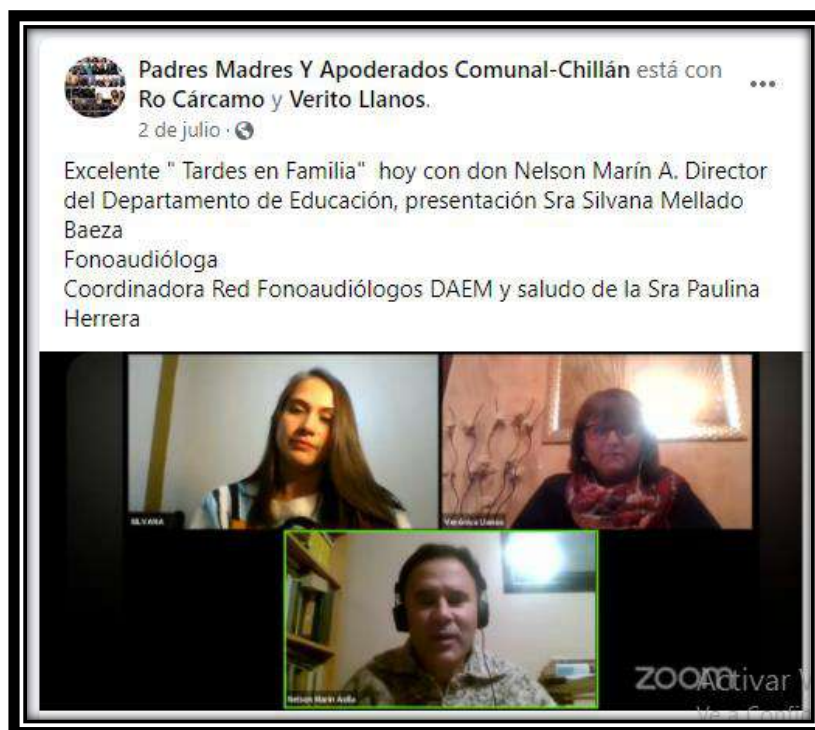 Padres Madres Y Apoderados Comunal-Chillán está con
Ro Cárcamo y Verito Llanos.
2 de julio ·
Excelente " Tardes en Familia" hoy con don Nelson Marín A. Director
del Departamento de Educación, presentación Sra Silvana Mellado
Baeza
Fonoaudióloga
Coordinadora Red Fonoaudiólogos DAEM y saludo de la Sra Paulina
Herrera
SILVANA
Verónica Llanos
Nelson Marín Avila
zoom
Activar
Ve a Confi